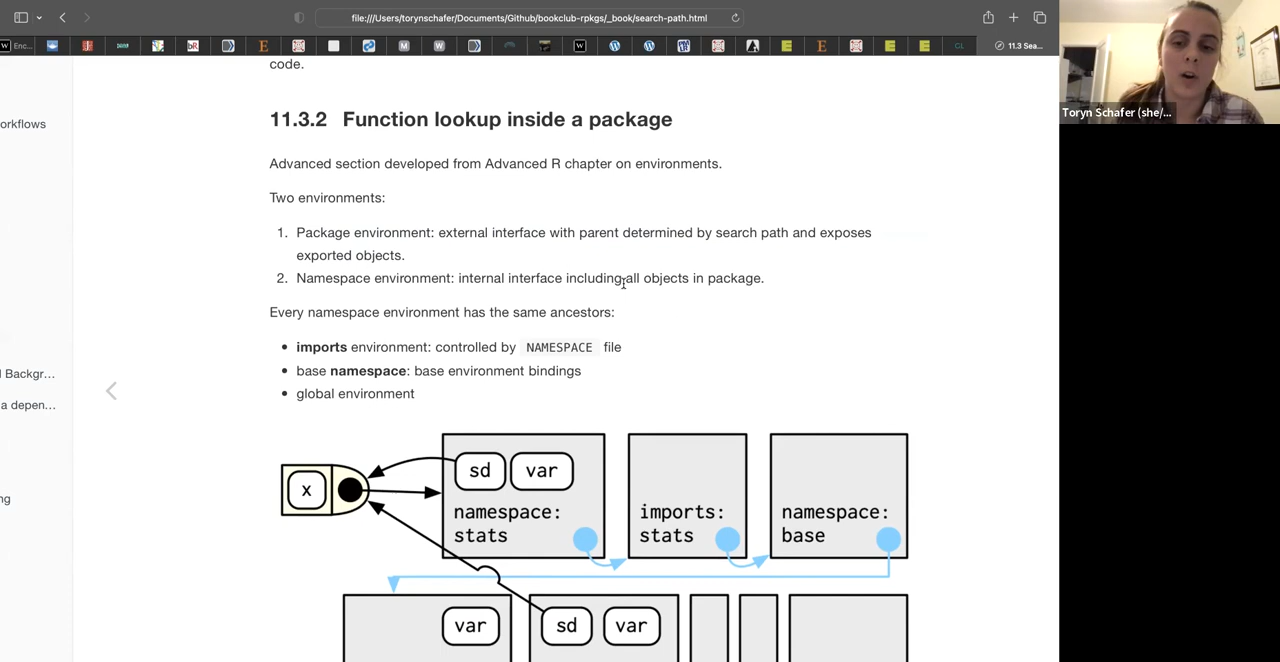 file:///Users/torynschafer/Documents/Github/bookclub-rpkgs/_book/search-path.html
W Enc...
bR
E
M
W
W
E
GL
11.3 Sea...
code.
orkflows
11.3.2 Function lookup inside a package
Advanced section developed from Advanced R chapter on environments.
Two environments:
1. Package environment: external interface with parent determined by search path and exposes
exported objects.
2. Namespace environment: internal interface including all objects in package.
Every namespace environment has the same ancestors:
• imports environment: controlled by NAMESPACE file
• base namespace: base environment bindings
• global environment
l Backgr...
a depen...
ng
x
sd var
namespace:
stats
imports:
stats
namespace:
base
var
sd var
Toryn Schafer (she/...